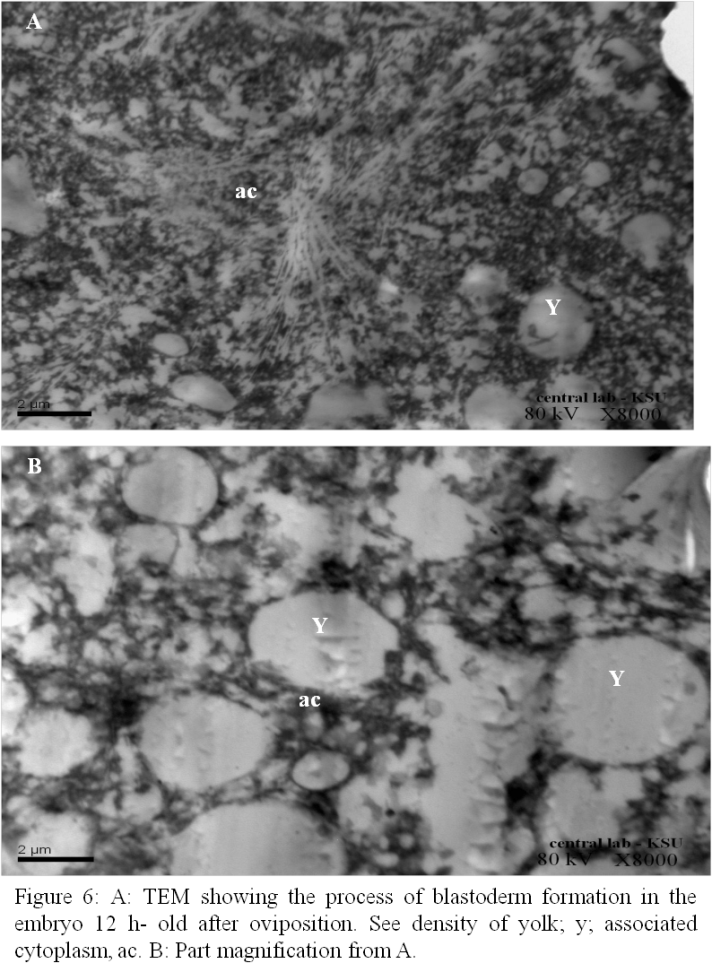 A
ac
Y
2 µm
central lab - KSU
80 kV X8000
B
Y
Y
ac
2 µm
central lab - KSU
80 kV X8000
Figure 6: A: TEM showing the process of blastoderm formation in the
embryo 12 h- old after oviposition. See density of yolk; y; associated
cytoplasm, ac. B: Part magnification from A.